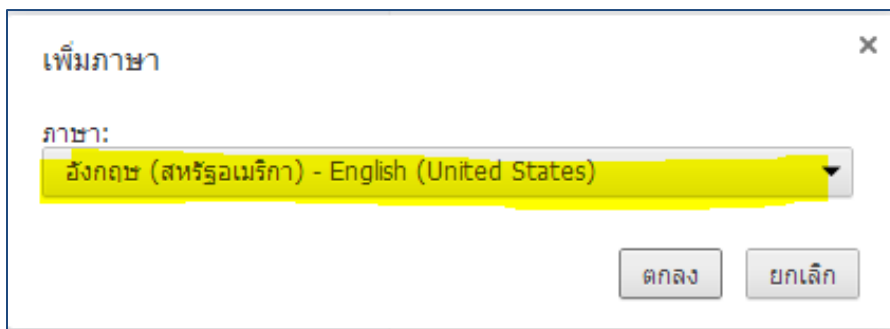 เพิ่มภาษา
ภาษา:
อังกฤษ (สหรัฐอเมริกา) - English (United States)
ตกลง ยกเลิก